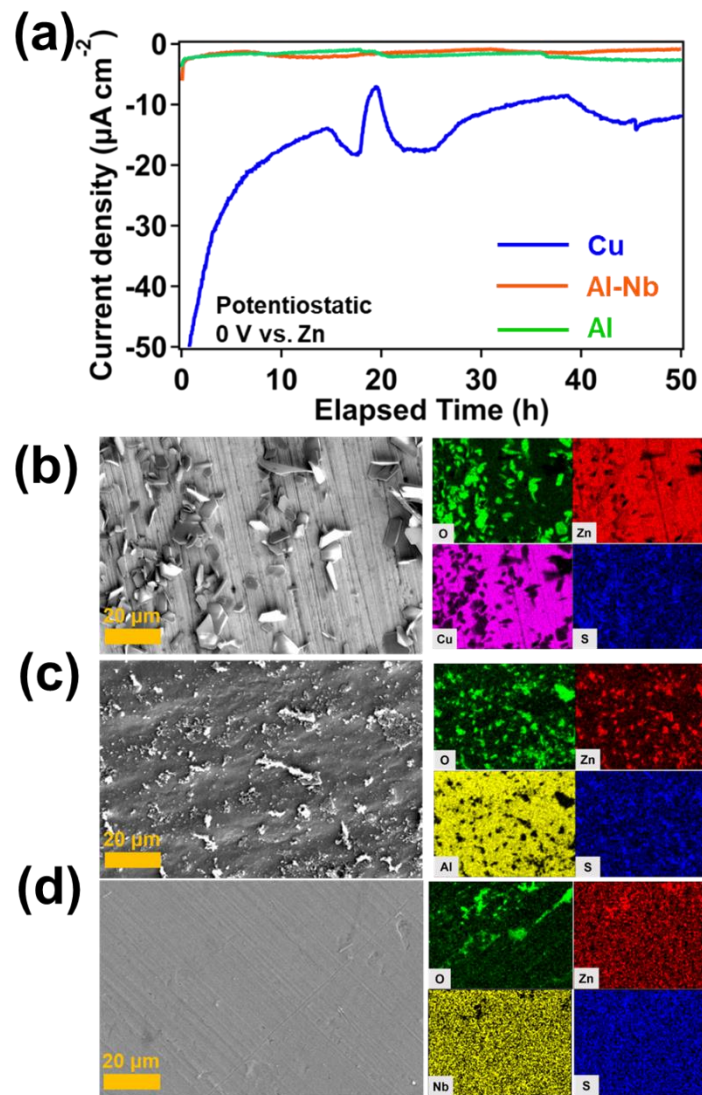 (a)
Current density (µA cm⁻²)
0
-10
-20
-30
-40
-50
Cu
Al-Nb
Al
Potentiostatic
0 V vs. Zn
0 10 20 30 40 50
Elapsed Time (h)
(b)
20 µm
O
Zn
Cu
S
(c)
20 µm
O
Zn
Al
S
(d)
20 µm
O
Zn
Nb
S